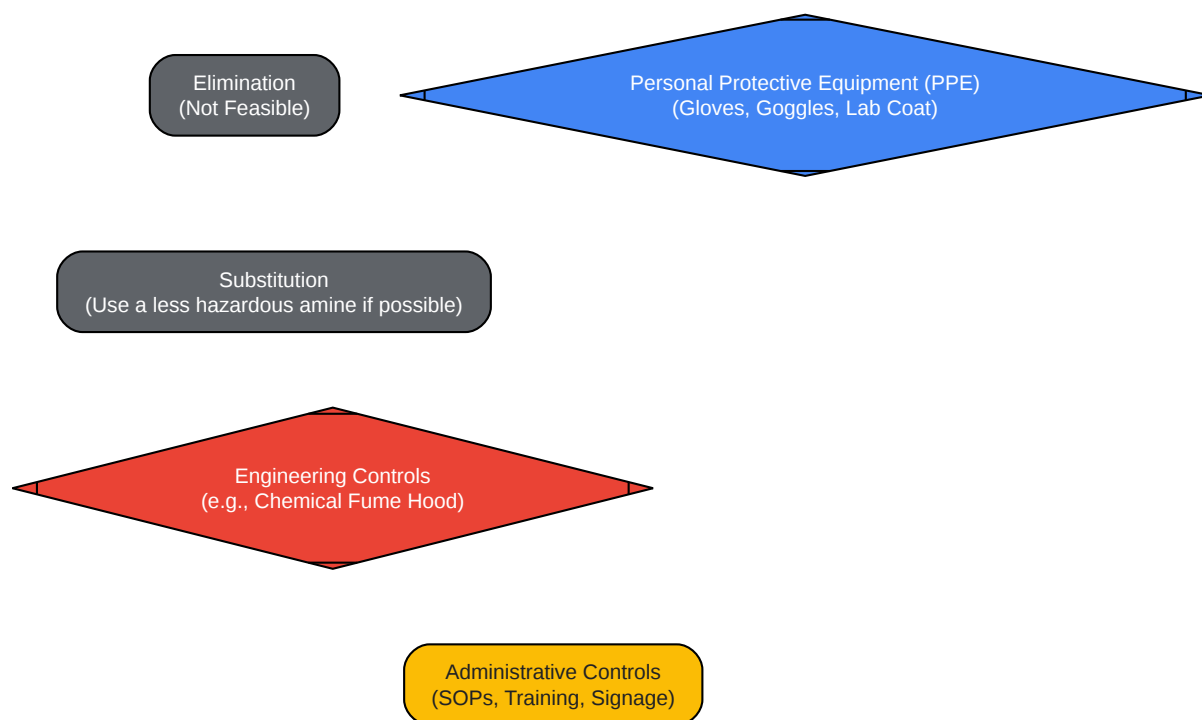 Elimination
(Not Feasible)
Personal Protective Equipment (PPE)
(Gloves, Goggles, Lab Coat)
Substitution
(Use a less hazardous amine if possible)
Engineering Controls
(e.g., Chemical Fume Hood)
Administrative Controls
(SOPs, Training, Signage)